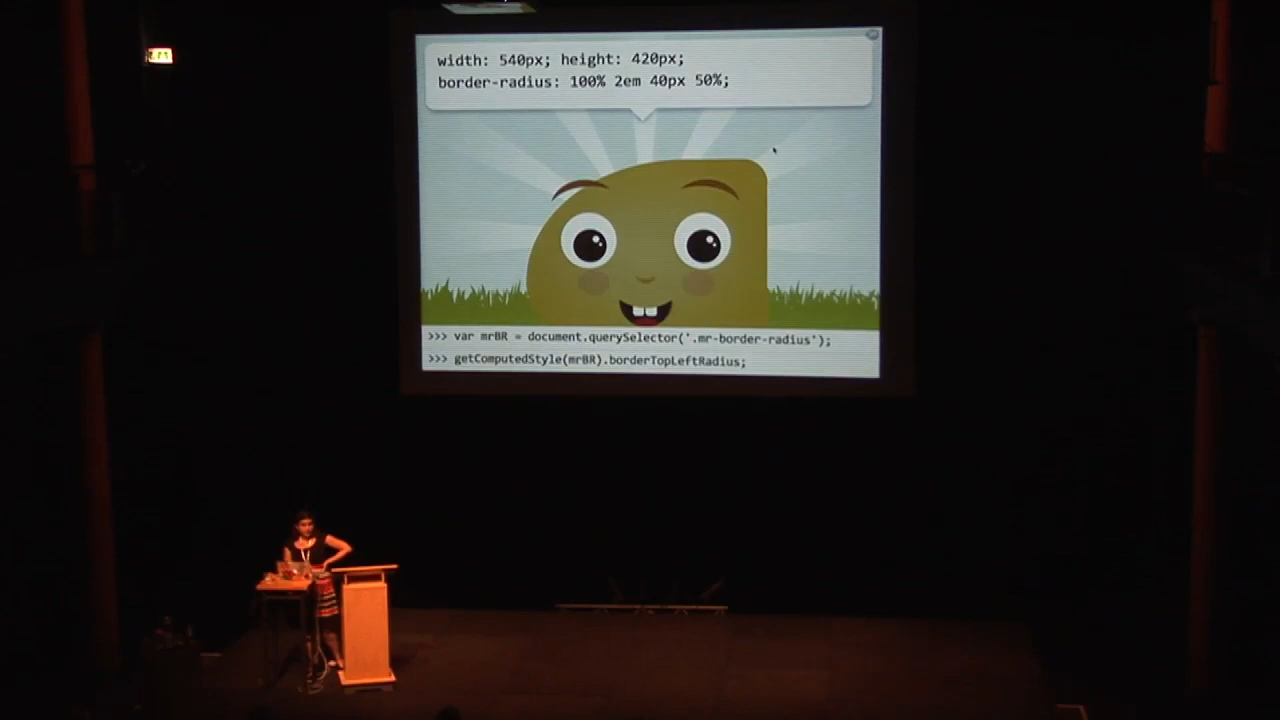 width: 540px; height: 420px;
border-radius: 100% 2em 40px 50%;
>>> var mrBR = document.querySelector('.mr-border-radius');
>>> getComputedStyle(mrBR).borderTopLeftRadius;